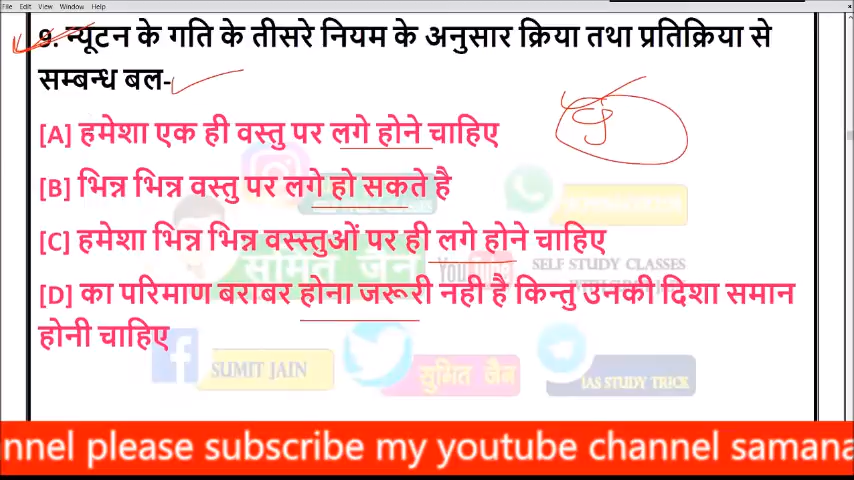 File Edit View Window Help
9. न्यूटन के गति के तीसरे नियम के अनुसार क्रिया तथा प्रतिक्रिया से
सम्बन्ध बल-
[A] हमेशा एक ही वस्तु पर लगे होने चाहिए
[B] भिन्न भिन्न वस्तु पर लगे हो सकते है
[C] हमेशा भिन्न भिन्न वस्स्तुओं पर ही लगे होने चाहिए
सुमित जैन YouTube SELF STUDY CLASSES
[D] का परिमाण बराबर होना जरूरी नही है किन्तु उनकी दिशा समान
होनी चाहिए
SUMIT JAIN सुमित जैन IAS STUDY TRICK
nnel please subscribe my youtube channel samana